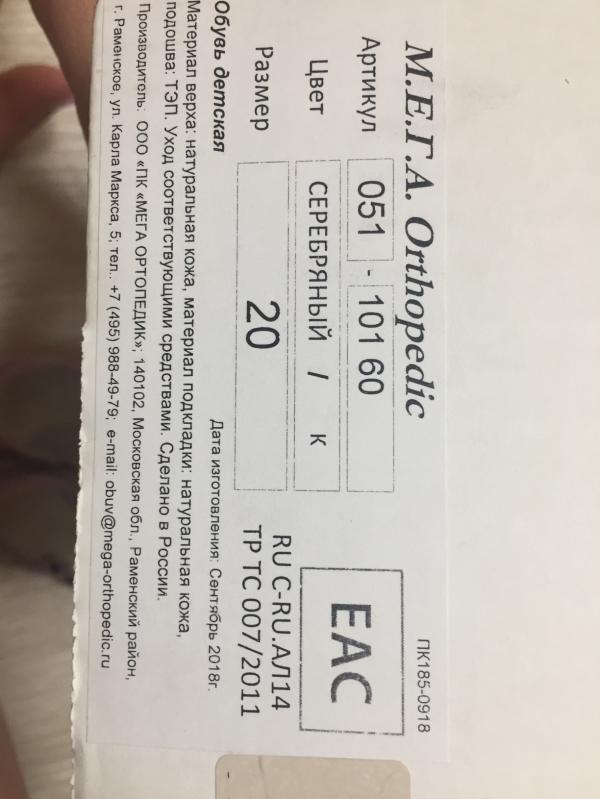 М.Е.Г.А. Orthopedic
ПК185-0918
Артикул 051 - 101 60
Цвет СЕРЕБРЯНЫЙ / К
Размер 20
EAC
RU C-RU.АЛ14
ТР ТС 007/2011
Дата изготовления: Сентябрь 2018г.
Обувь детская
Материал верха: натуральная кожа, материал подкладки: натуральная кожа,
подошва: ТЭП. Уход соответствующими средствами. Сделано в России.
Производитель: ООО «ПК «МЕГА ОРТОПЕДИК»; 140102, Московская обл., Раменский район,
г. Раменское, ул. Карла Маркса, 5; тел.. +7 (495) 988-49-79; e-mail: obuv@mega-orthopedic.ru